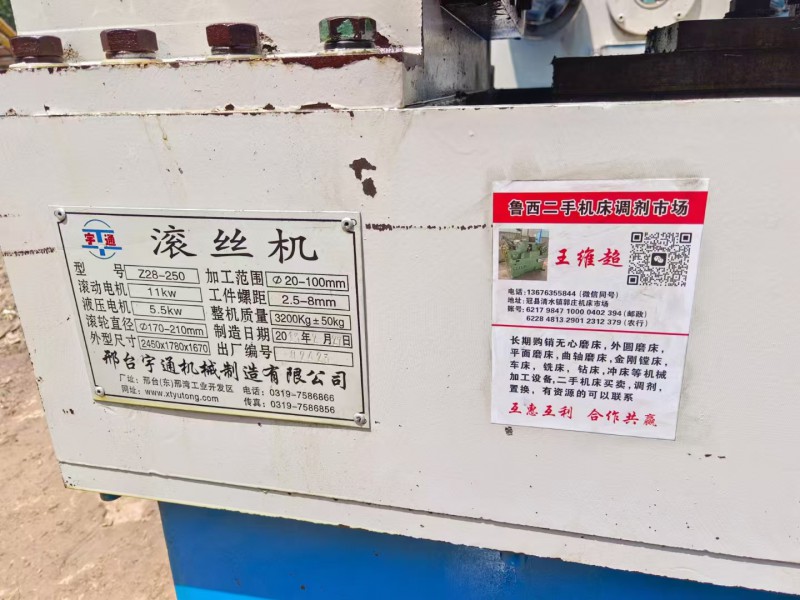 宇通
滚丝机
型号 Z28-250 加工范围 Φ20-100mm
滚动电机 11kw 工件螺距 2.5-8mm
液压电机 5.5kw 整机质量 3200Kg±50kg
滚轮直径 Φ170-210mm 制造日期
外型尺寸 2450x1780x1670 出厂编号
邢台宇通机械制造有限公司
厂址：邢台(东)邢湾工业开发区 电话：0319-7586866
网址：www.xtyutong.com 传真：0319-7586856
鲁西二手机床调剂市场
王维超
电话：13676355844（微信同号）
地址：冠县清水镇郭庄机床市场
账号：6217 9847 1000 0402 394 (邮政)
6228 4813 2901 2312 379 (农行)
长期购销无心磨床，外圆磨床，
平面磨床，曲轴磨床，金刚镗床，
车床，铣床，钻床，冲床等机械
加工设备，二手机床买卖，调剂，
置换，有资源的可以联系
互惠互利 合作共赢